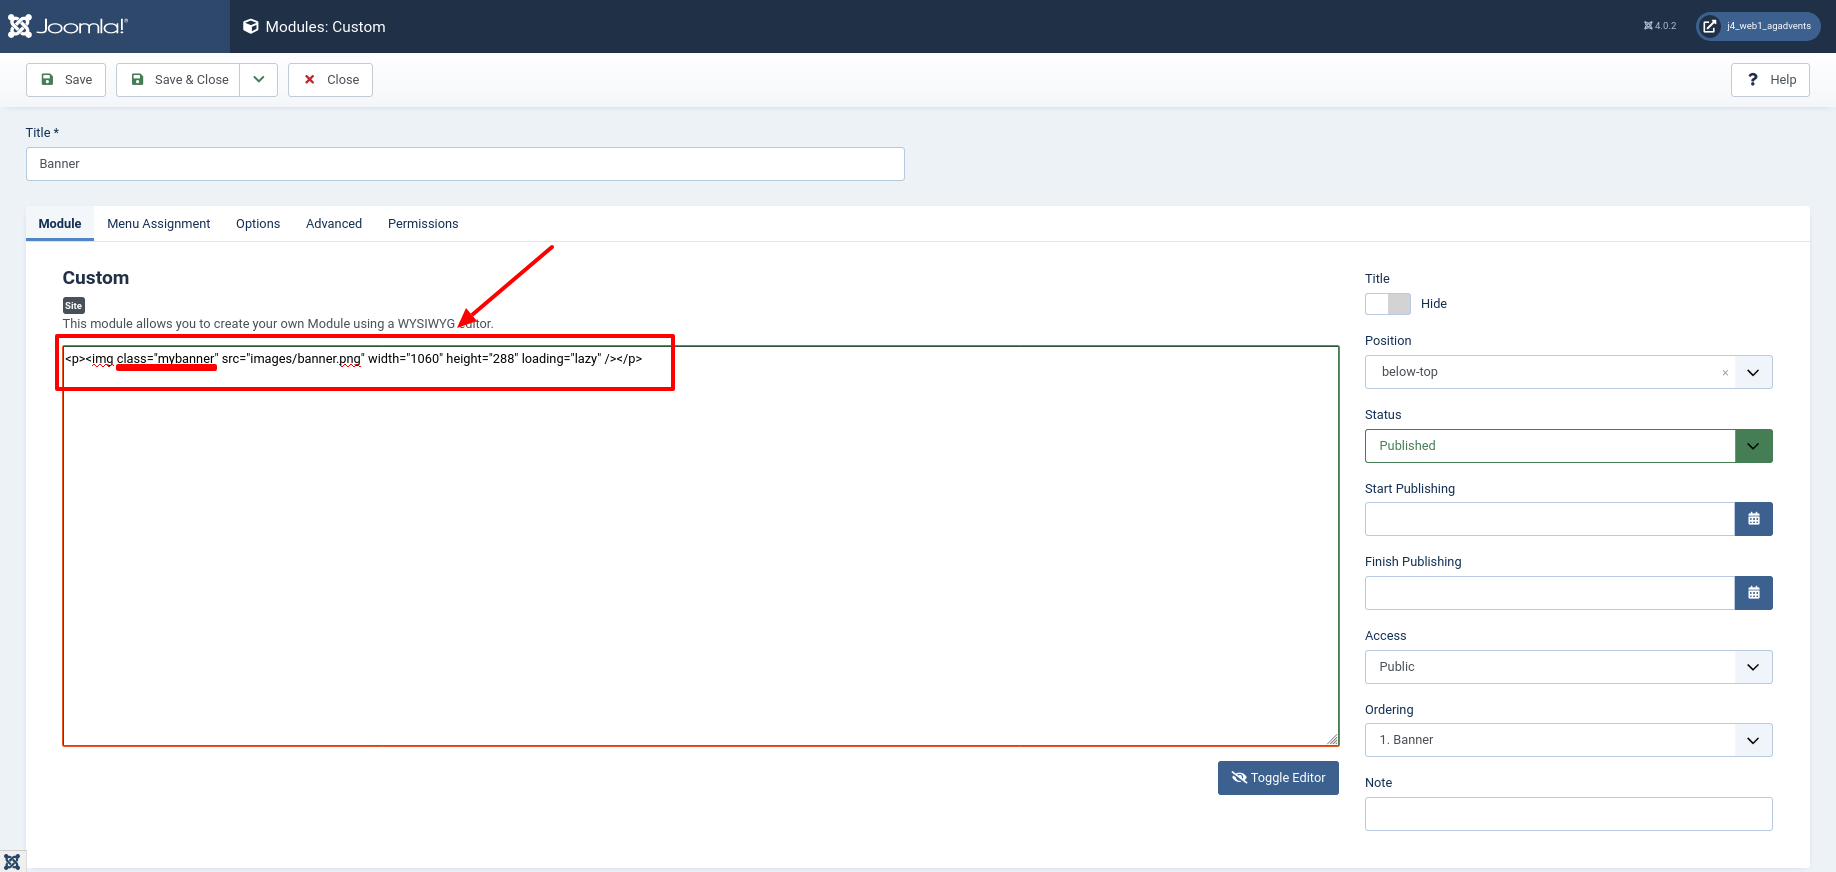 Joomla!®
Modules: Custom
4.0.2
j4_web1_agadvents
Save
Save & Close
Close
? Help
Title *
Banner
Module
Menu Assignment
Options
Advanced
Permissions
Custom
Site
This module allows you to create your own Module using a WYSIWYG editor.
<p><img class="mybanner" src="images/banner.png" width="1060" height="288" loading="lazy" /></p>
Toggle Editor
Title
Hide
Position
below-top ×
Status
Published
Start Publishing
Finish Publishing
Access
Public
Ordering
1. Banner
Note